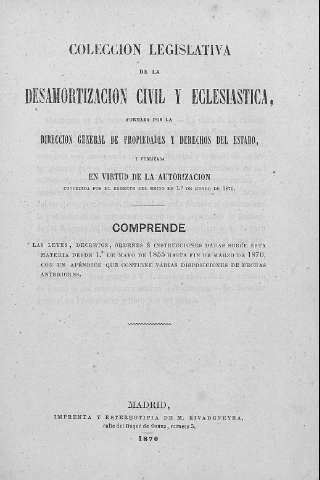 COLECCION LEGISLATIVA
DE LA
DESAMORTIZACION CIVIL Y ECLESIASTICA,
FORMADA POR LA
DIRECCION GENERAL DE PROPIEDADES Y DERECHOS DEL ESTADO,
Y PUBLICADA
EN VIRTUD DE LA AUTORIZACION
CONCEDIDA POR EL DECRETO DEL REGENTE DE 1.º DE ENERO DE 1870.
COMPRENDE
LAS LEYES, DECRETOS, ÓRDENES É INSTRUCCIONES DADAS SOBRE ESTA
MATERIA DESDE 1.º DE MAYO DE 1855 HASTA FIN DE MARZO DE 1870,
CON UN APÉNDICE QUE CONTIENE VARIAS DISPOSICIONES DE FECHAS
ANTERIORES.
MADRID,
IMPRENTA Y ESTEREOTIPIA DE M. RIVADENEYRA,
calle del Duque de Osuna, número 3,
1870